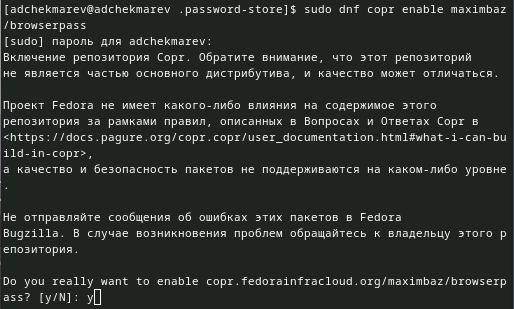 [adchekmarev@adchekmarev .password-store]$ sudo dnf copr enable maximbaz
/browserpass
[sudo] пароль для adchekmarev:
Включение репозитория Copr. Обратите внимание, что этот репозиторий
не является частью основного дистрибутива, и качество может отличаться.

Проект Fedora не имеет какого-либо влияния на содержимое этого
репозитория за рамками правил, описанных в Вопросах и Ответах Copr в
<https://docs.pagure.org/copr.copr/user_documentation.html#what-i-can-bu
ild-in-copr>,
а качество и безопасность пакетов не поддерживаются на каком-либо уровне
.

Не отправляйте сообщения об ошибках этих пакетов в Fedora
Bugzilla. В случае возникновения проблем обращайтесь к владельцу этого р
епозитория.

Do you really want to enable copr.fedorainfracloud.org/maximbaz/browserp
ass? [y/N]: y